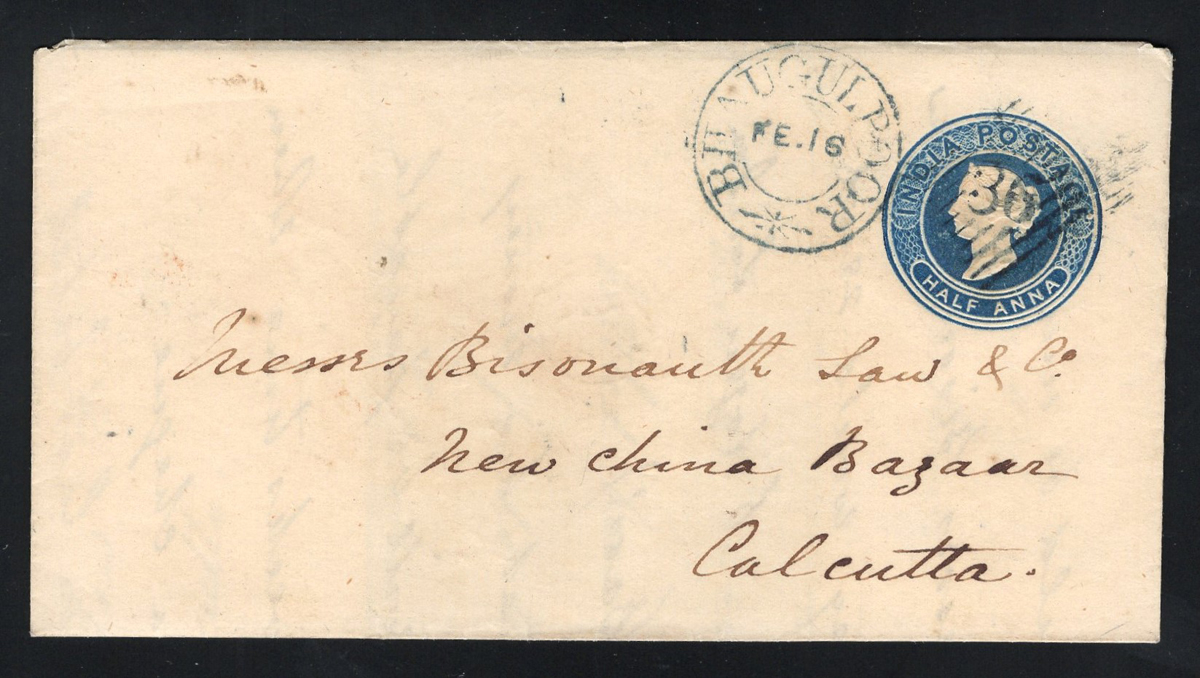 BHAUGULPOOR
FE.16
INDIA POSTAGE
HALF ANNA
Messrs Bisonauth Law & Co
New China Bazaar
Calcutta.